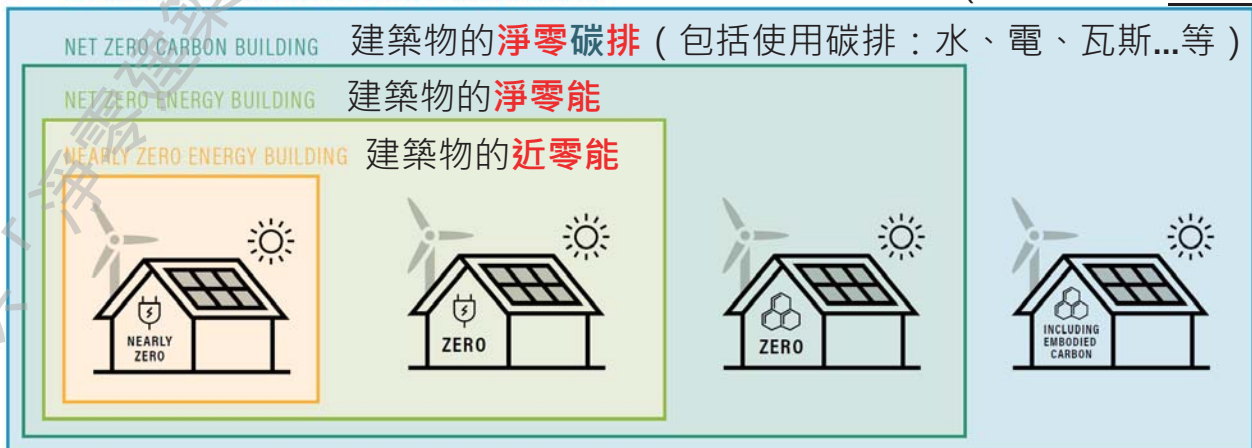 NET ZERO CARBON BUILDING 建築物的淨零碳排(包括使用碳排:水、電、瓦斯...等)
NET ZERO ENERGY BUILDING 建築物的淨零能
NEARLY ZERO ENERGY BUILDING 建築物的近零能
NEARLY
ZERO
ZERO
ZERO
INCLUDING
EMBODIED
CARBON